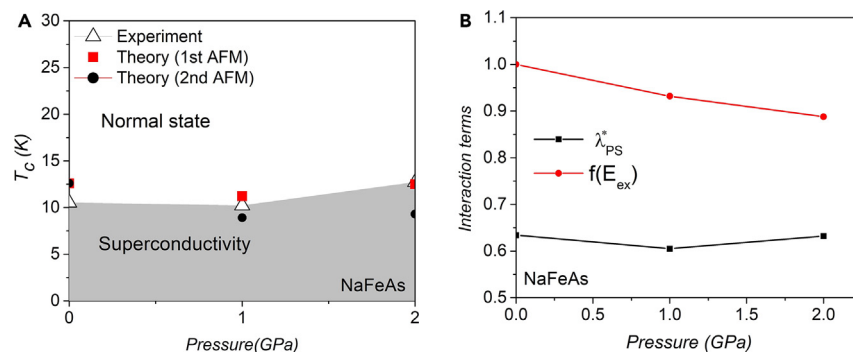 A
30
25
20
15
10
5
0
T_c (K)
Experiment
Theory (1st AFM)
Theory (2nd AFM)
Normal state
Superconductivity
NaFeAs
0
1
2
Pressure(GPa)
B
1.1
1.0
0.9
0.8
0.7
0.6
0.5
Interaction terms
λ*_PS
f(E_ex)
NaFeAs
0.0
0.5
1.0
1.5
2.0
Pressure (GPa)